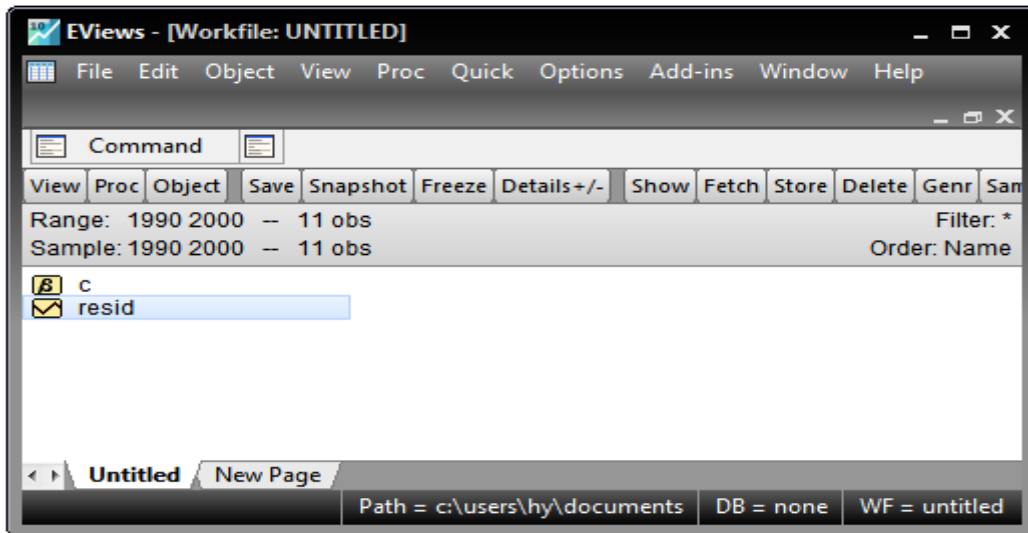 10 EViews - [Workfile: UNTITLED]
File Edit Object View Proc Quick Options Add-ins Window Help
Command
View Proc Object Save Snapshot Freeze Details+/- Show Fetch Store Delete Genr Sam
Range: 1990 2000 -- 11 obs Filter: *
Sample: 1990 2000 -- 11 obs Order: Name
β c
resid
Untitled New Page
Path = c:\users\hy\documents DB = none WF = untitled